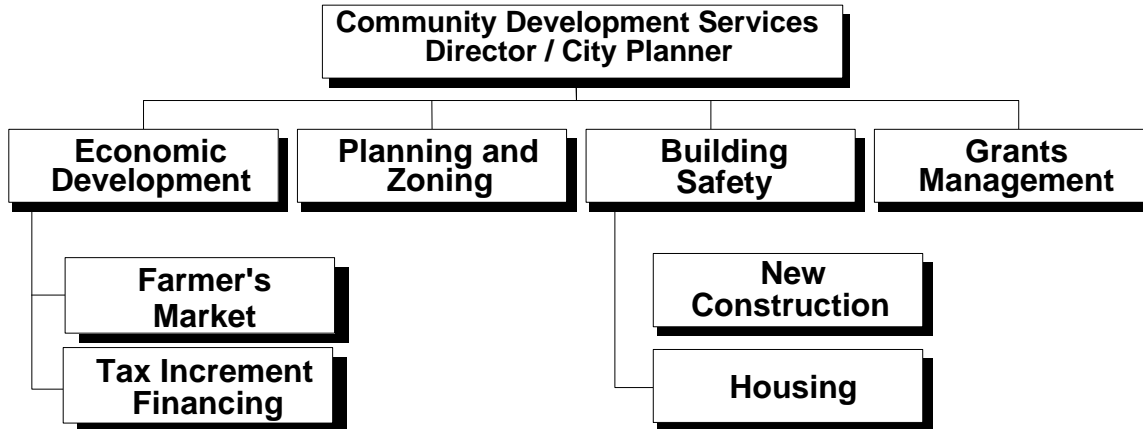 Community Development Services
Director / City Planner
Economic
Development
Planning and
Zoning
Building
Safety
Grants
Management
Farmer's
Market
Tax Increment
Financing
New
Construction
Housing